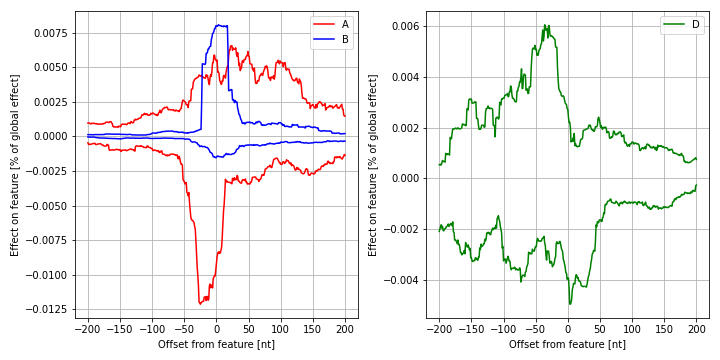 A
B
0.0075
0.0050
0.0025
0.0000
−0.0025
−0.0050
−0.0075
−0.0100
−0.0125
Effect on feature [% of global effect]
−200 −150 −100 −50 0 50 100 150 200
Offset from feature [nt]
D
0.006
0.004
0.002
0.000
−0.002
−0.004
Effect on feature [% of global effect]
−200 −150 −100 −50 0 50 100 150 200
Offset from feature [nt]